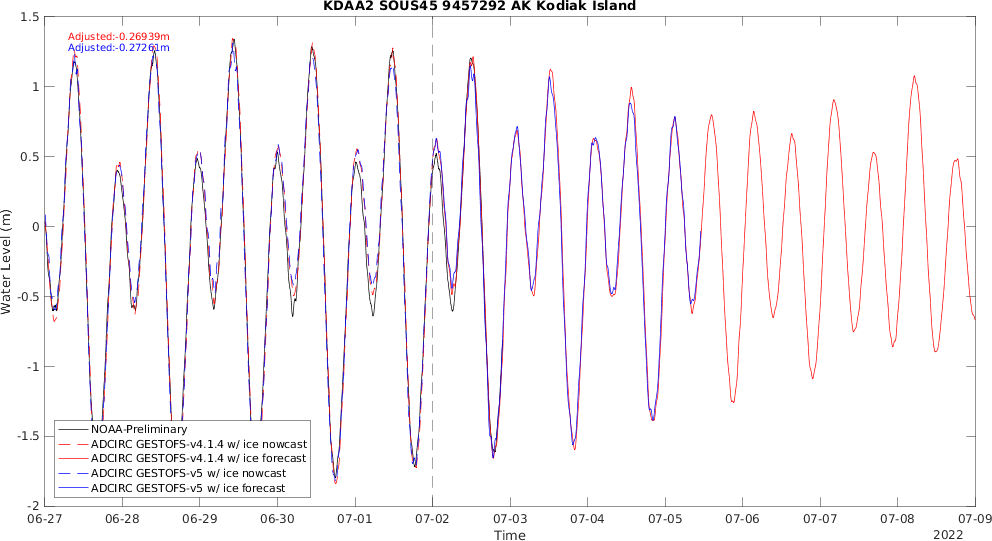 KDAA2 SOUS45 9457292 AK Kodiak Island
Adjusted:-0.26939m
Adjusted:-0.27261m
Water Level (m)
1.5
1
0.5
0
-0.5
-1
-1.5
-2
NOAA-Preliminary
ADCIRC GESTOFS-v4.1.4 w/ ice nowcast
ADCIRC GESTOFS-v4.1.4 w/ ice forecast
ADCIRC GESTOFS-v5 w/ ice nowcast
ADCIRC GESTOFS-v5 w/ ice forecast
06-27 06-28 06-29 06-30 07-01 07-02 07-03 07-04 07-05 07-06 07-07 07-08 07-09
Time
2022